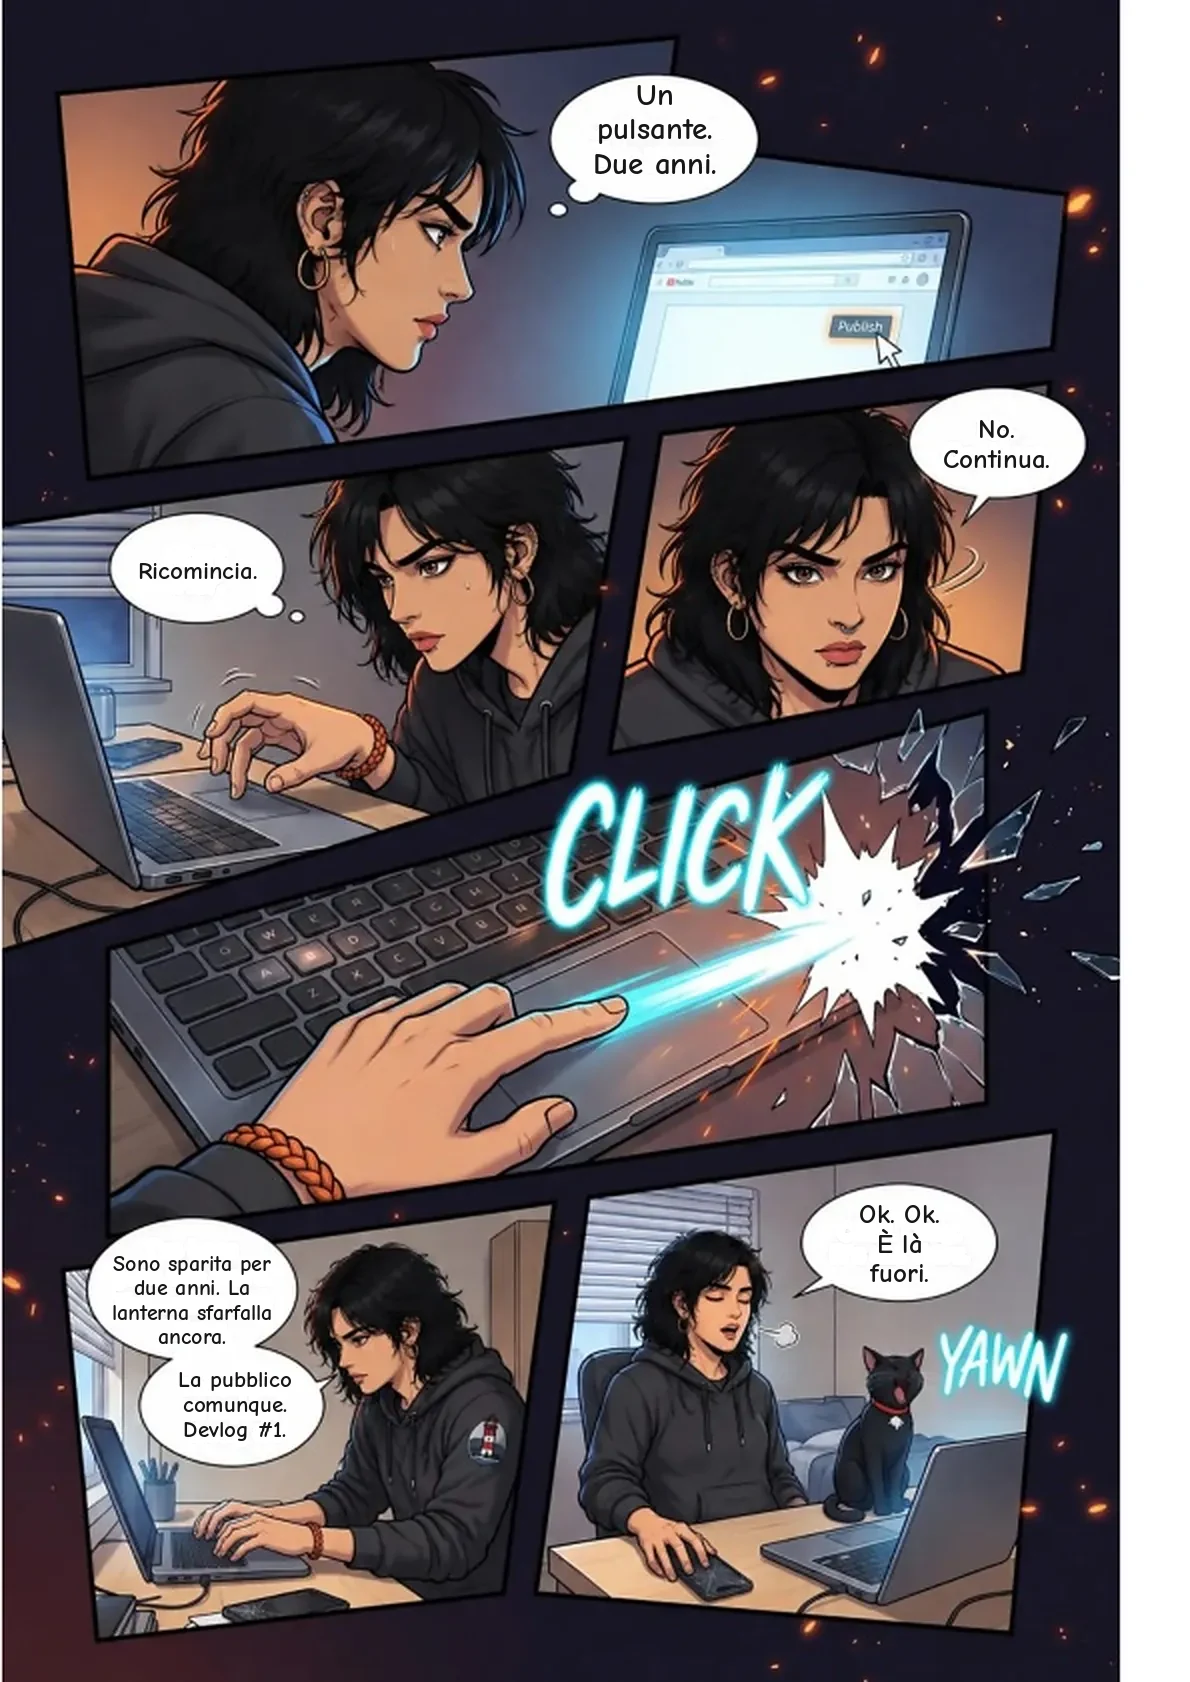 Un
pulsante.
Due anni.
YouTube
Publish
No.
Continua.
Ricomincia.
CLICK
Sono sparita per
due anni. La
lanterna sfarfalla
ancora.
La pubblico
comunque.
Devlog #1.
Ok. Ok.
È là
fuori.
YAWN